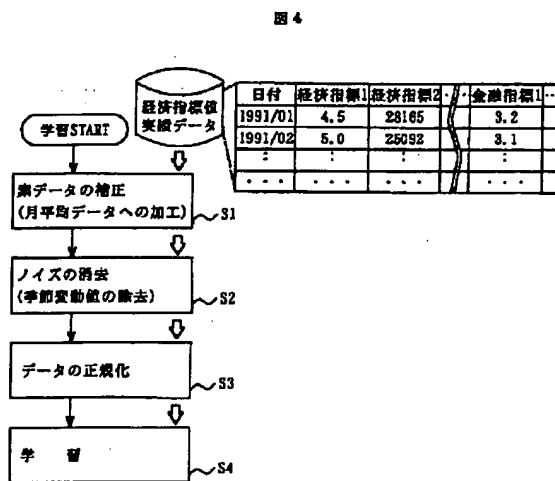 図4
経済指標値
実績データ
日付 経済指標1 経済指標2 ・・ 金融指標1 ・・
1991/01 4.5 28165 3.2
1991/02 5.0 25092 3.1
: : : :
・・・ ・・・ ・・・ ・・・
学習START
素データの補正
(月平均データへの加工)
S1
ノイズの消去
(季節変動値の除去)
S2
データの正規化
S3
学 習
S4